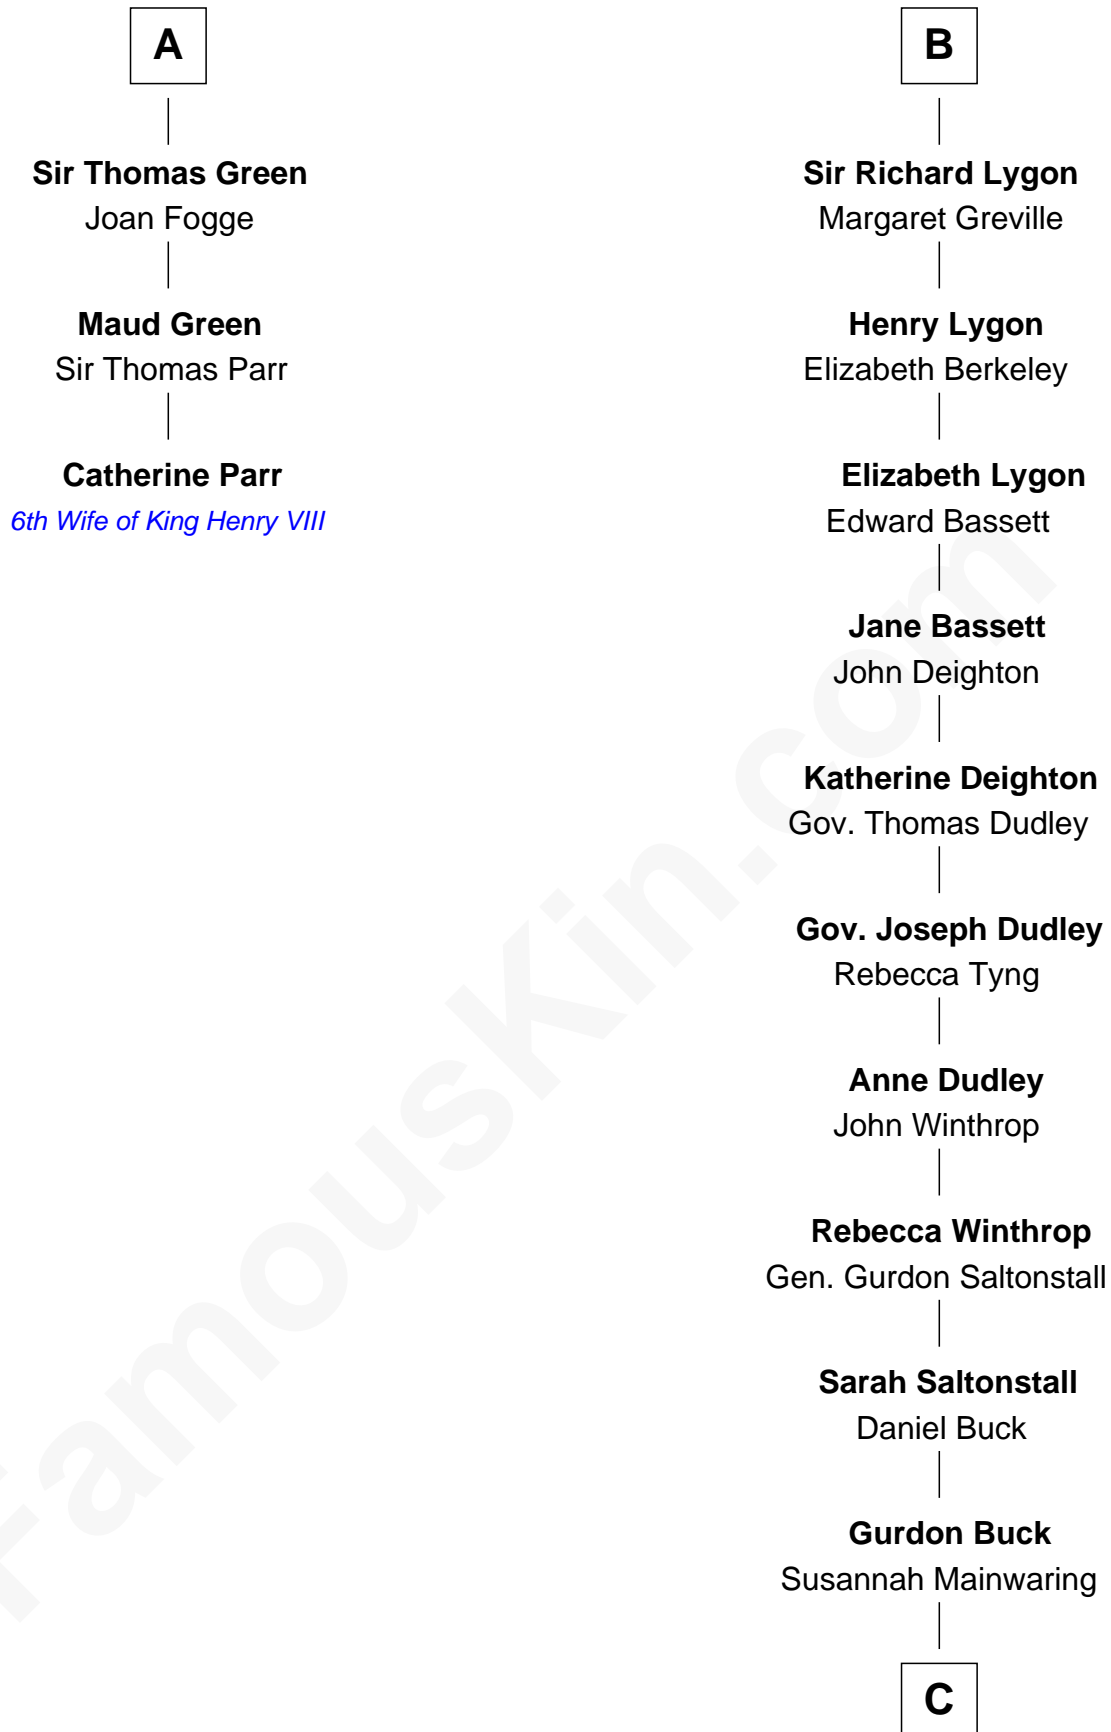 A
Sir Thomas Green
Joan Fogge
Maud Green
Sir Thomas Parr
Catherine Parr
6th Wife of King Henry VIII
B
Sir Richard Lygon
Margaret Greville
Henry Lygon
Elizabeth Berkeley
Elizabeth Lygon
Edward Bassett
Jane Bassett
John Deighton
Katherine Deighton
Gov. Thomas Dudley
Gov. Joseph Dudley
Rebecca Tyng
Anne Dudley
John Winthrop
Rebecca Winthrop
Gen. Gurdon Saltonstall
Sarah Saltonstall
Daniel Buck
Gurdon Buck
Susannah Mainwaring
C
FamousKin.com